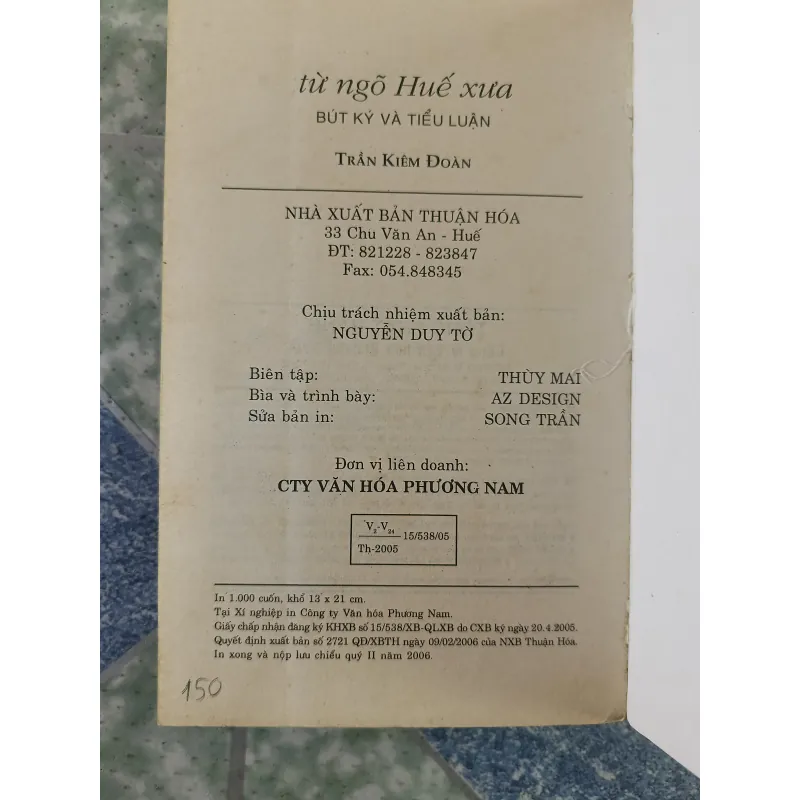 từ ngõ Huế xưa
BÚT KÝ VÀ TIỂU LUẬN
TRẦN KIÊM ĐOÀN
NHÀ XUẤT BẢN THUẬN HÓA
33 Chu Văn An - Huế
ĐT: 821228 - 823847
Fax: 054.848345
Chịu trách nhiệm xuất bản:
NGUYỄN DUY TỜ
Biên tập: THÙY MAI
Bìa và trình bày: AZ DESIGN
Sửa bản in: SONG TRẦN
Đơn vị liên doanh:
CTY VĂN HÓA PHƯƠNG NAM
V2-V24
15/538/05
Th-2005
In 1.000 cuốn, khổ 13 x 21 cm.
Tại Xí nghiệp in Công ty Văn hóa Phương Nam.
Giấy chấp nhận đăng ký KHXB số 15/538/XB-QLXB do CXB ký ngày 20.4.2005.
Quyết định xuất bản số 2721 QĐ/XBTH ngày 09/02/2006 của NXB Thuận Hóa.
In xong và nộp lưu chiểu quý II năm 2006.
150